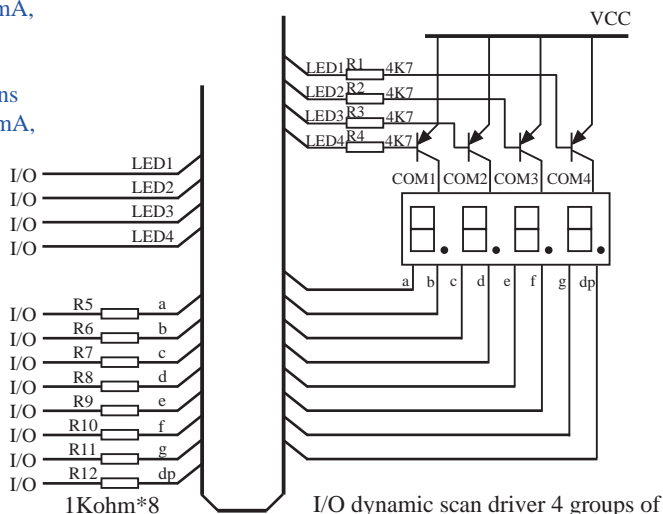 mA,
ns
mA,
VCC
LED1 R1 4K7
LED2 R2 4K7
LED3 R3 4K7
LED4 R4 4K7
COM1 COM2 COM3 COM4
I/O LED1
I/O LED2
I/O LED3
I/O LED4
a b c d e f g dp
I/O R5 a
I/O R6 b
I/O R7 c
I/O R8 d
I/O R9 e
I/O R10 f
I/O R11 g
I/O R12 dp
1Kohm*8
I/O dynamic scan driver 4 groups of